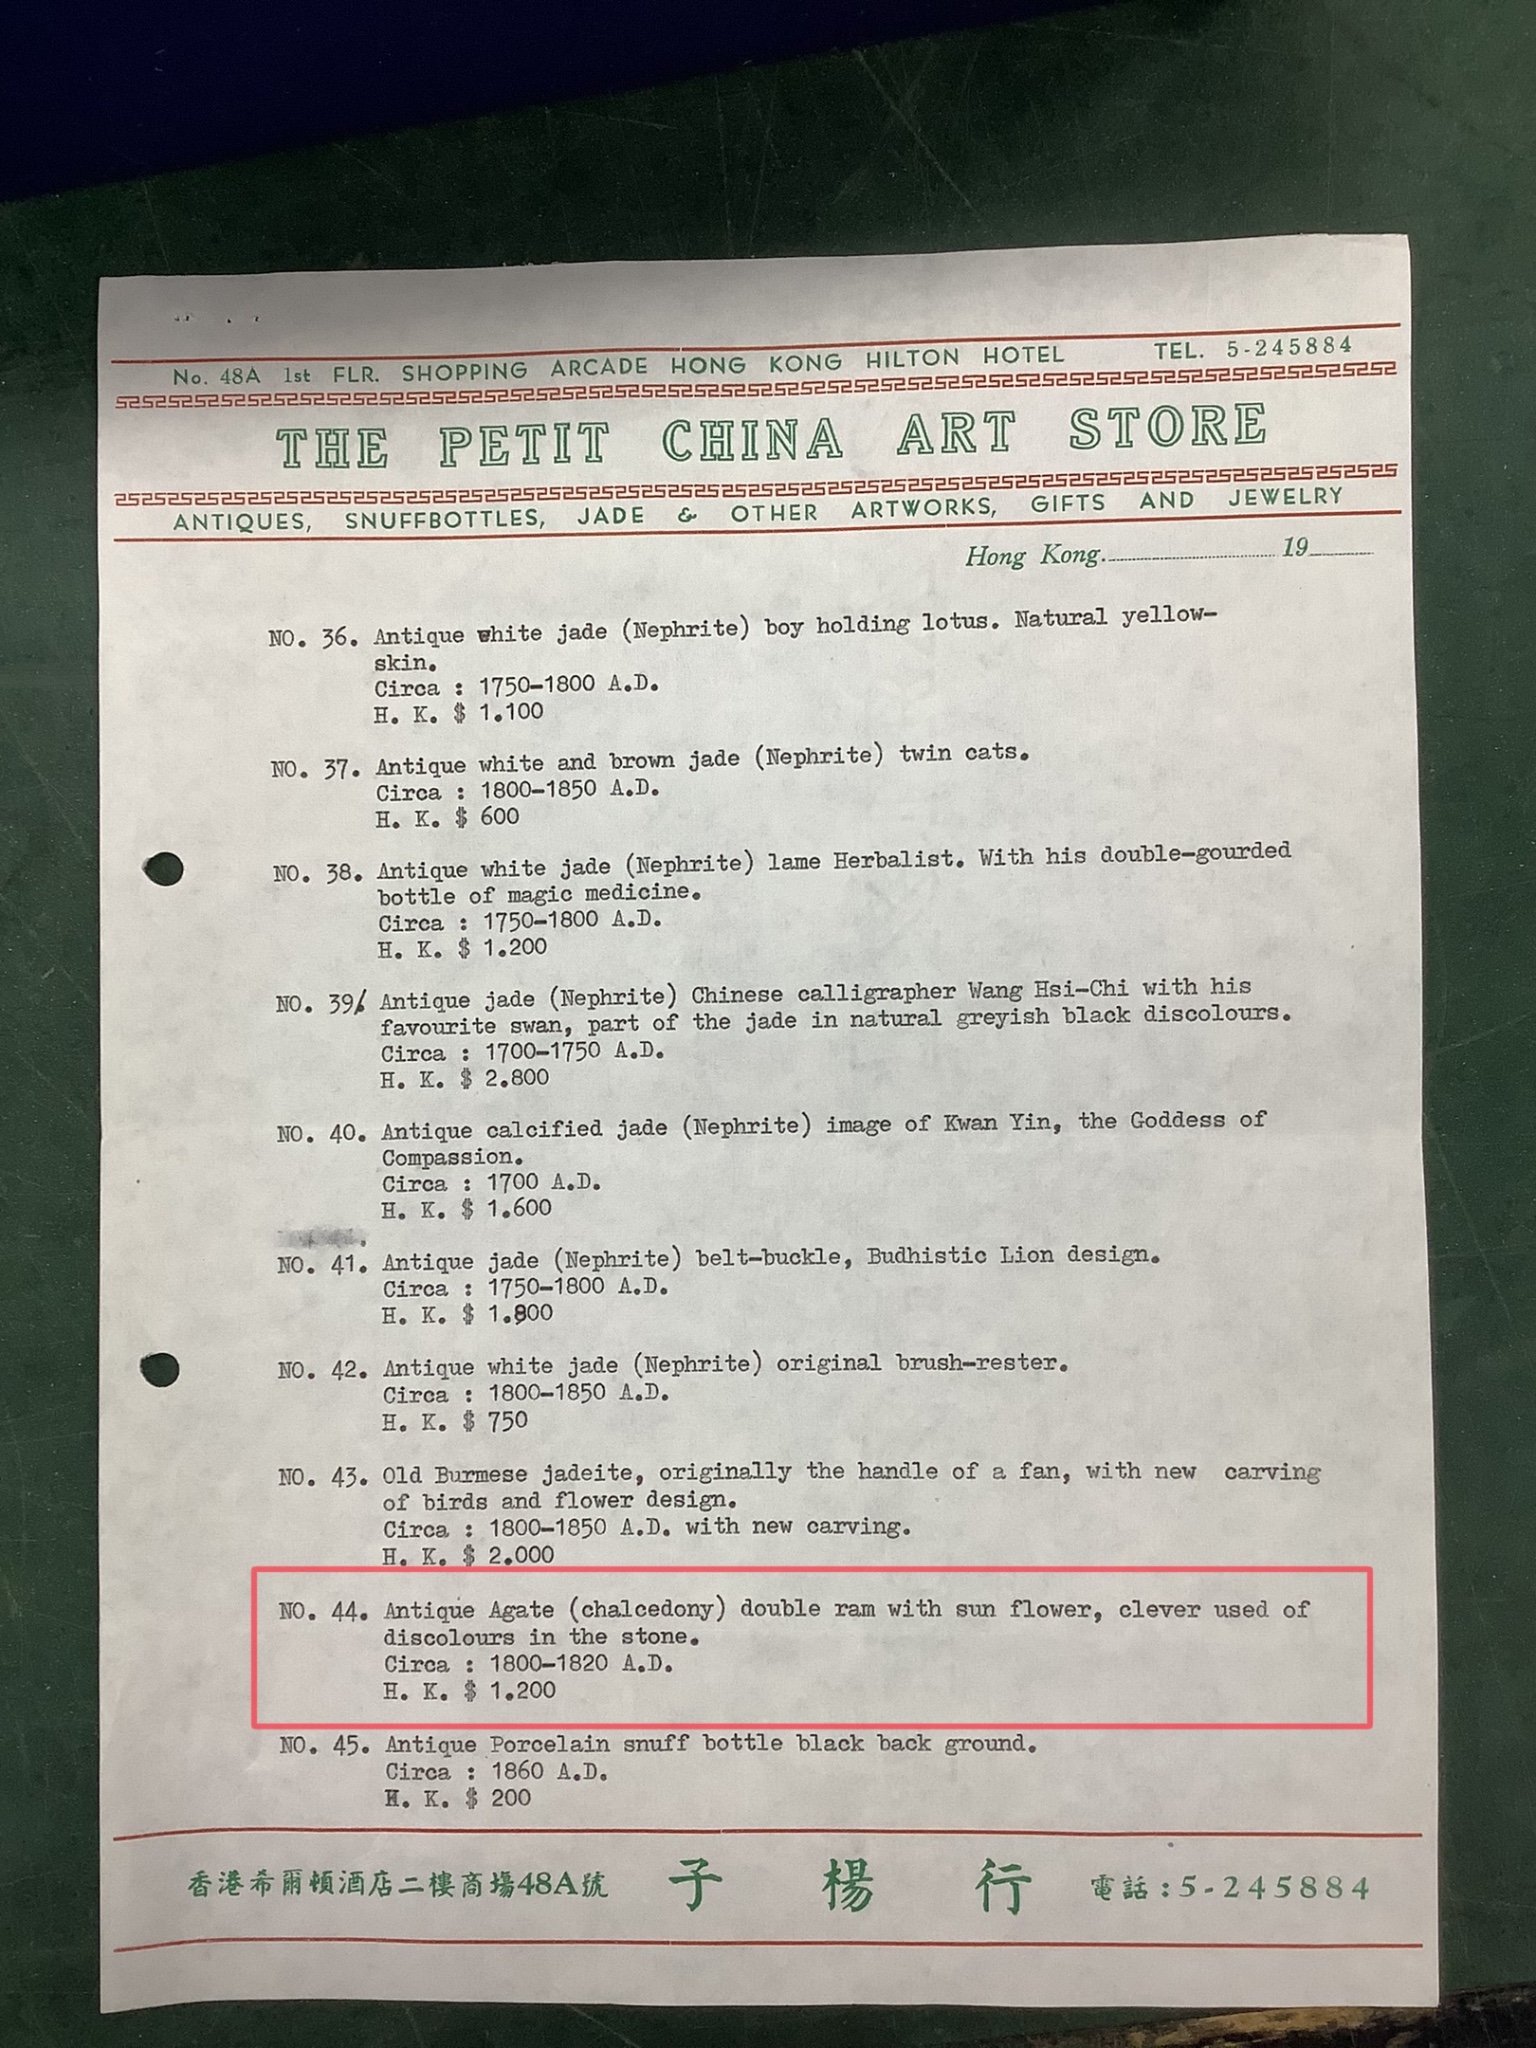 No. 48A 1st FLR. SHOPPING ARCADE HONG KONG HILTON HOTEL TEL. 5-245884
THE PETIT CHINA ART STORE
ANTIQUES, SNUFFBOTTLES, JADE & OTHER ARTWORKS, GIFTS AND JEWELRY
Hong Kong. 19
NO. 36. Antique white jade (Nephrite) boy holding lotus. Natural yellow-
skin.
Circa : 1750-1800 A.D.
H. K. $ 1.100
NO. 37. Antique white and brown jade (Nephrite) twin cats.
Circa : 1800-1850 A.D.
H. K. $ 600
NO. 38. Antique white jade (Nephrite) lame Herbalist. With his double-gourded
bottle of magic medicine.
Circa : 1750-1800 A.D.
H. K. $ 1.200
NO. 39. Antique jade (Nephrite) Chinese calligrapher Wang Hsi-Chi with his
favourite swan, part of the jade in natural greyish black discolours.
Circa : 1700-1750 A.D.
H. K. $ 2.800
NO. 40. Antique calcified jade (Nephrite) image of Kwan Yin, the Goddess of
Compassion.
Circa : 1700 A.D.
H. K. $ 1.600
NO. 41. Antique jade (Nephrite) belt-buckle, Budhistic Lion design.
Circa : 1750-1800 A.D.
H. K. $ 1.800
NO. 42. Antique white jade (Nephrite) original brush-rester.
Circa : 1800-1850 A.D.
H. K. $ 750
NO. 43. Old Burmese jadeite, originally the handle of a fan, with new carving
of birds and flower design.
Circa : 1800-1850 A.D. with new carving.
H. K. $ 2.000
NO. 44. Antique Agate (chalcedony) double ram with sun flower, clever used of
discolours in the stone.
Circa : 1800-1820 A.D.
H. K. $ 1.200
NO. 45. Antique Porcelain snuff bottle black back ground.
Circa : 1860 A.D.
H. K. $ 200
香港希爾頓酒店二樓商場48A號 子楊行 電話:5-245884